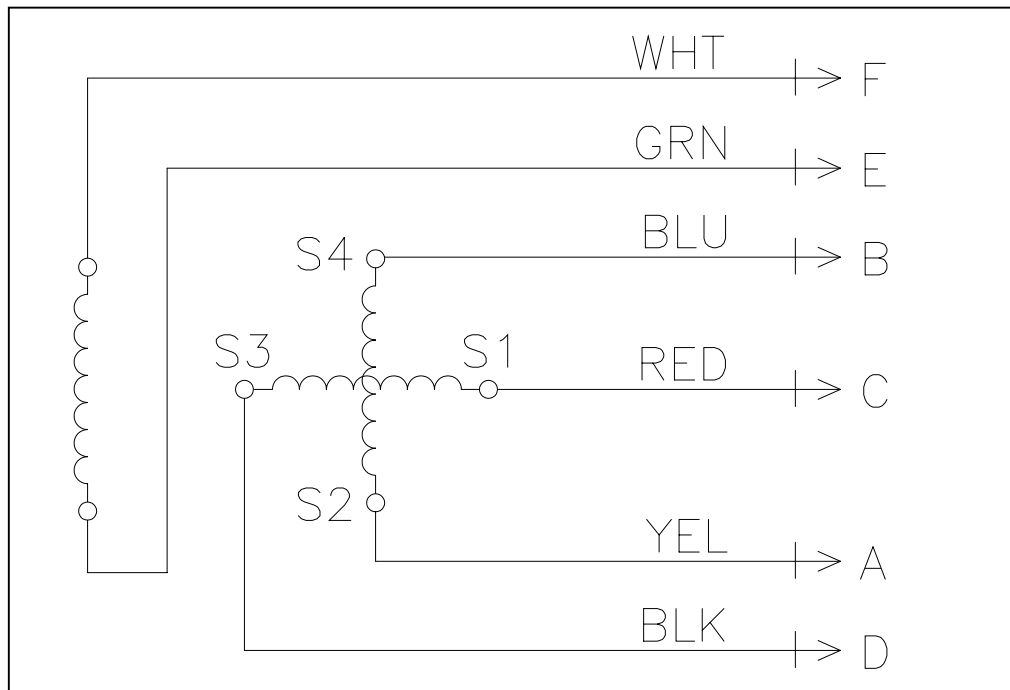 WHT F
GRN E
BLU B
S4
S3 S1
RED C
S2
YEL A
BLK D